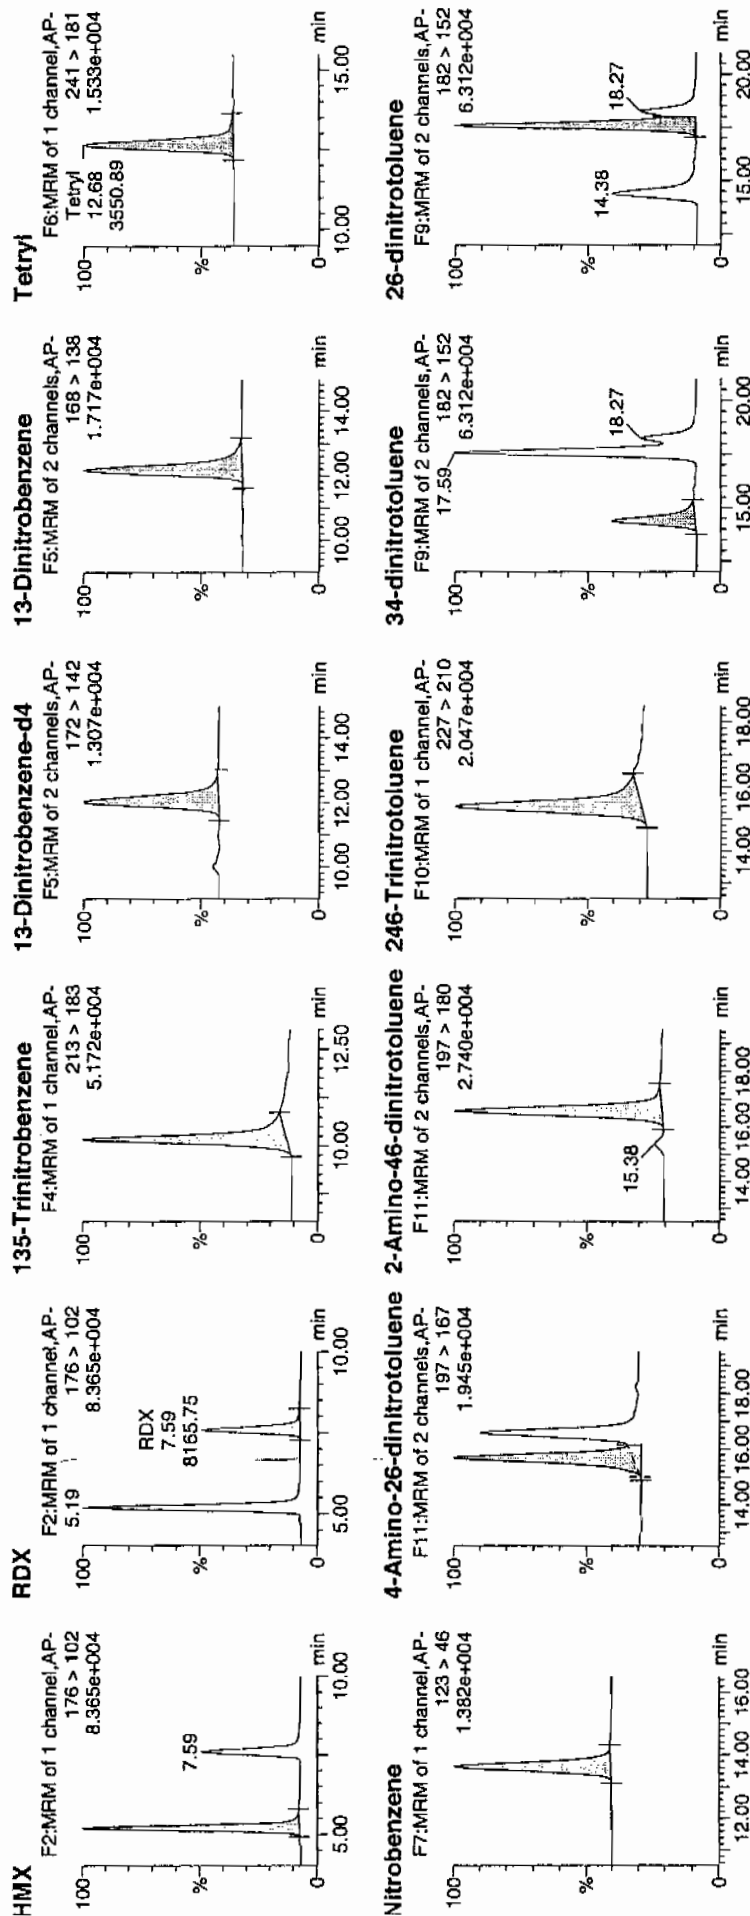 HMX
F2:MRM of 1 channel,AP-
176 > 102
8.365e+004
100
%
0
7.59
5.00
10.00
min
RDX
F2:MRM of 1 channel,AP-
176 > 102
8.365e+004
100
%
0
5.19
RDX
7.59
8165.75
5.00
10.00
min
135-Trinitrobenzene
F4:MRM of 1 channel,AP-
213 > 183
5.172e+004
100
%
0
10.00
12.50
min
13-Dinitrobenzene-d4
F5:MRM of 2 channels,AP-
172 > 142
1.307e+004
100
%
0
10.00
12.00
14.00
min
13-Dinitrobenzene
F5:MRM of 2 channels,AP-
168 > 138
1.717e+004
100
%
0
10.00
12.00
14.00
min
Tetryl
F6:MRM of 1 channel,AP-
241 > 181
1.533e+004
100
%
0
Tetryl
12.68
3550.89
10.00
15.00
min
Nitrobenzene
F7:MRM of 1 channel,AP-
123 > 46
1.382e+004
100
%
0
12.00
14.00
16.00
min
4-Amino-26-dinitrotoluene
F11:MRM of 2 channels,AP-
197 > 167
1.945e+004
100
%
0
14.00
16.00
18.00
min
2-Amino-46-dinitrotoluene
F11:MRM of 2 channels,AP-
197 > 180
2.740e+004
100
%
0
15.38
14.00
16.00
18.00
min
246-Trinitrotoluene
F10:MRM of 1 channel,AP-
227 > 210
2.047e+004
100
%
0
14.00
16.00
18.00
min
34-dinitrotoluene
F9:MRM of 2 channels,AP-
182 > 152
6.312e+004
100
%
0
17.59
18.27
15.00
20.00
min
26-dinitrotoluene
F9:MRM of 2 channels,AP-
182 > 152
6.312e+004
100
%
0
14.38
18.27
15.00
20.00
min